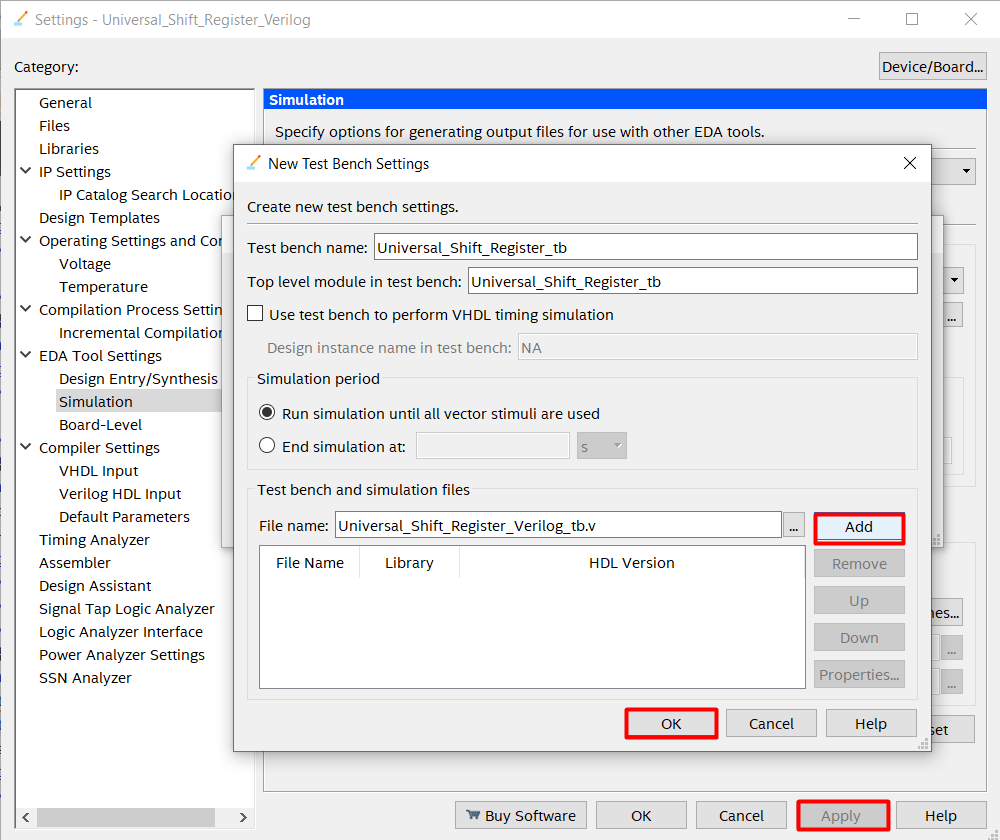 Settings - Universal_Shift_Register_Verilog
Category:
Device/Board...
General
Files
Libraries
IP Settings
IP Catalog Search Locatio
Design Templates
Operating Settings and Cor
Voltage
Temperature
Compilation Process Settin
Incremental Compilation
EDA Tool Settings
Design Entry/Synthesis
Simulation
Board-Level
Compiler Settings
VHDL Input
Verilog HDL Input
Default Parameters
Timing Analyzer
Assembler
Design Assistant
Signal Tap Logic Analyzer
Logic Analyzer Interface
Power Analyzer Settings
SSN Analyzer
Simulation
Specify options for generating output files for use with other EDA tools.
New Test Bench Settings
Create new test bench settings.
Test bench name: Universal_Shift_Register_tb
Top level module in test bench: Universal_Shift_Register_tb
Use test bench to perform VHDL timing simulation
Design instance name in test bench: NA
Simulation period
Run simulation until all vector stimuli are used
End simulation at: s
Test bench and simulation files
File name: Universal_Shift_Register_Verilog_tb.v ... Add
File Name Library HDL Version
Remove
Up
Down
Properties...
OK Cancel Help
...
nes...
...
...
set
Buy Software OK Cancel Apply Help